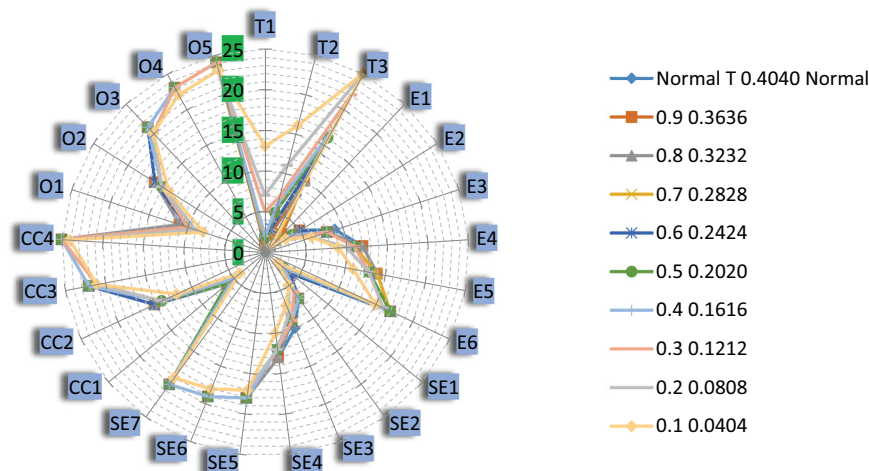 T1
T2
T3
E1
E2
E3
E4
E5
E6
SE1
SE2
SE3
SE4
SE5
SE6
SE7
CC1
CC2
CC3
CC4
O1
O2
O3
O4
O5
25
20
15
10
5
0
Normal T 0.4040 Normal
0.9 0.3636
0.8 0.3232
0.7 0.2828
0.6 0.2424
0.5 0.2020
0.4 0.1616
0.3 0.1212
0.2 0.0808
0.1 0.0404